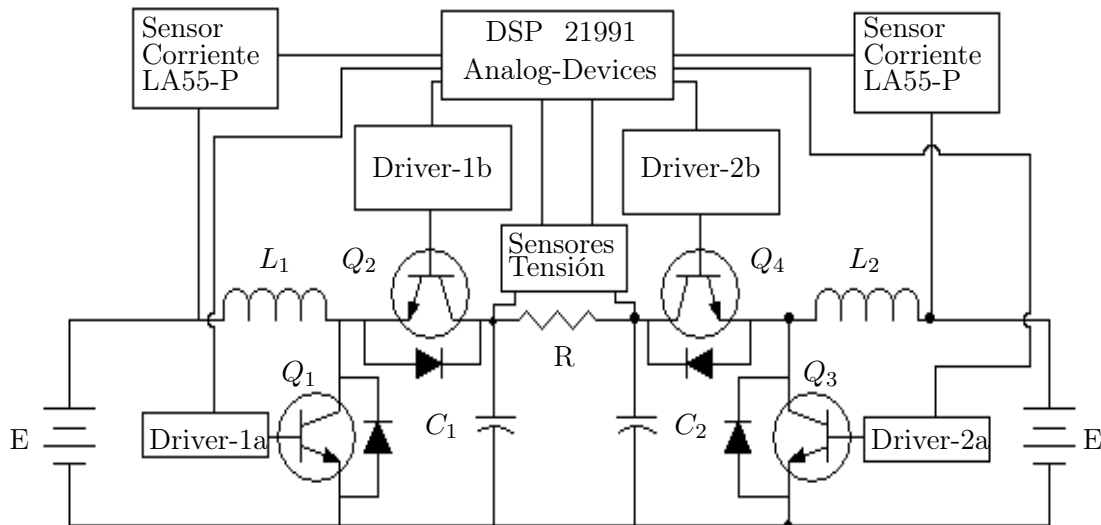 Sensor
Corriente
LA55-P
DSP 21991
Analog-Devices
Sensor
Corriente
LA55-P
Driver-1b
Driver-2b
Sensores
Tensión
L1
Q2
Q4
L2
R
Q1
Q3
E
Driver-1a
C1
C2
Driver-2a
E